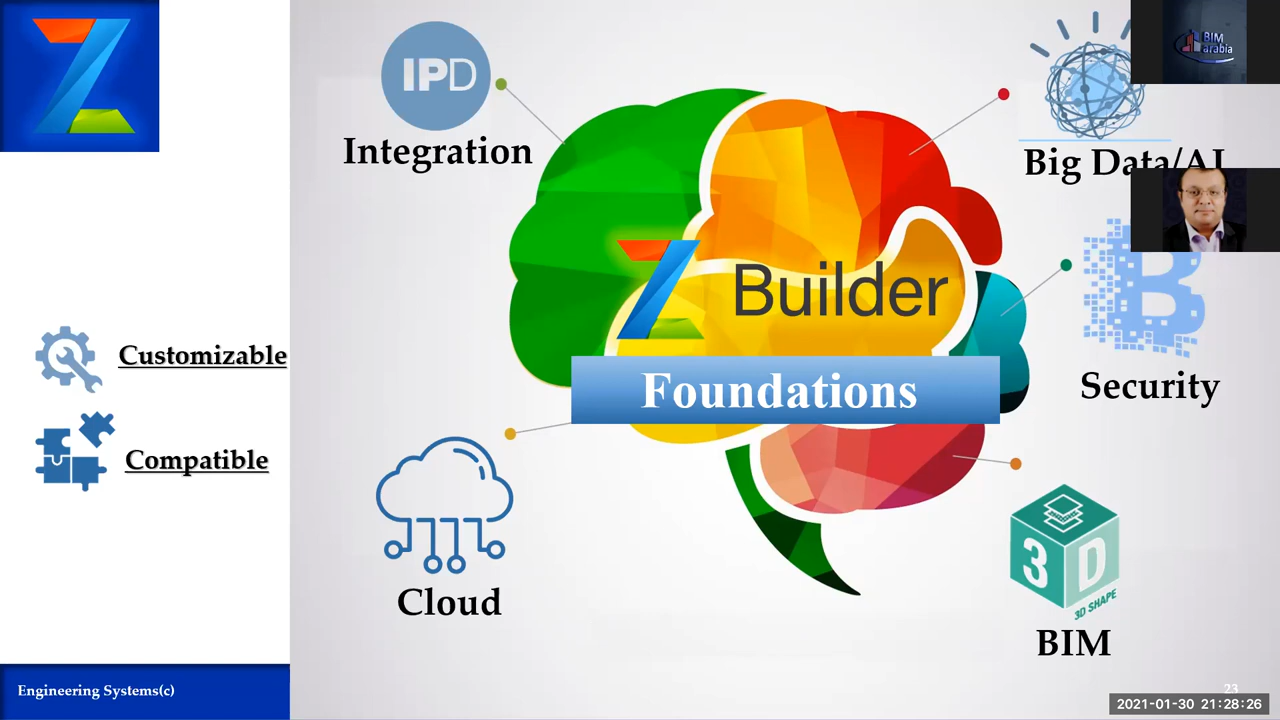 IPD
Integration
BIM
arabia
Big Data/AI
Z Builder
Foundations
Customizable
Compatible
B
Security
Cloud
3D
3D SHAPE
BIM
Engineering Systems(c)
23
2021-01-30 21:28:26